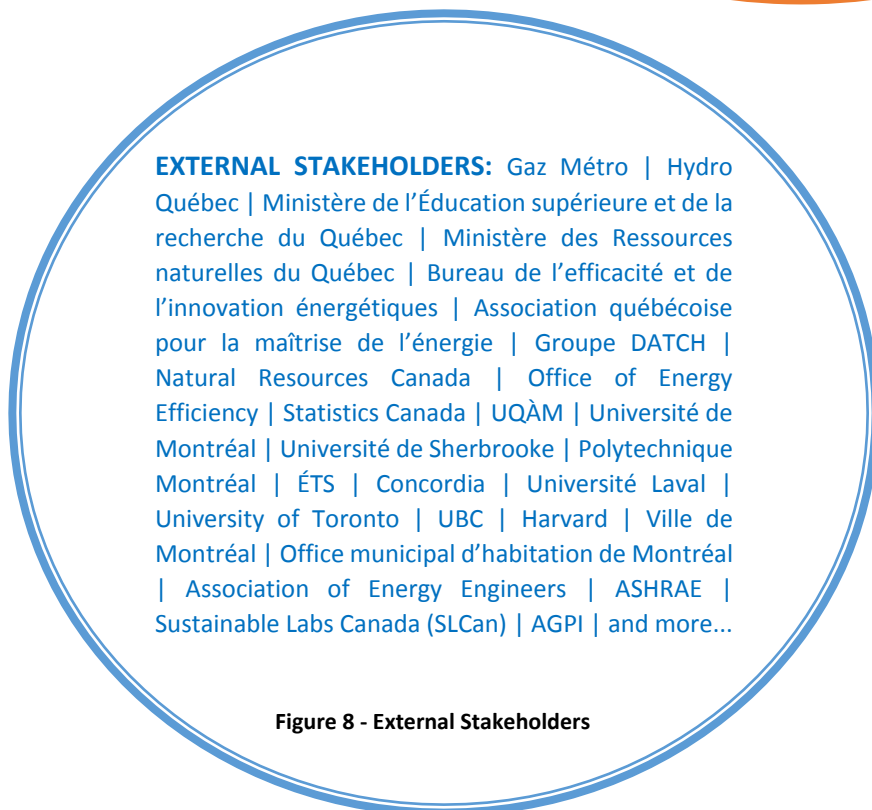 EXTERNAL STAKEHOLDERS: Gaz Métro | Hydro
Québec | Ministère de l’Éducation supérieure et de la
recherche du Québec | Ministère des Ressources
naturelles du Québec | Bureau de l’efficacité et de
l’innovation énergétiques | Association québécoise
pour la maîtrise de l’énergie | Groupe DATCH |
Natural Resources Canada | Office of Energy
Efficiency | Statistics Canada | UQÀM | Université de
Montréal | Université de Sherbrooke | Polytechnique
Montréal | ÉTS | Concordia | Université Laval |
University of Toronto | UBC | Harvard | Ville de
Montréal | Office municipal d’habitation de Montréal
| Association of Energy Engineers | ASHRAE |
Sustainable Labs Canada (SLCan) | AGPI | and more...
Figure 8 - External Stakeholders